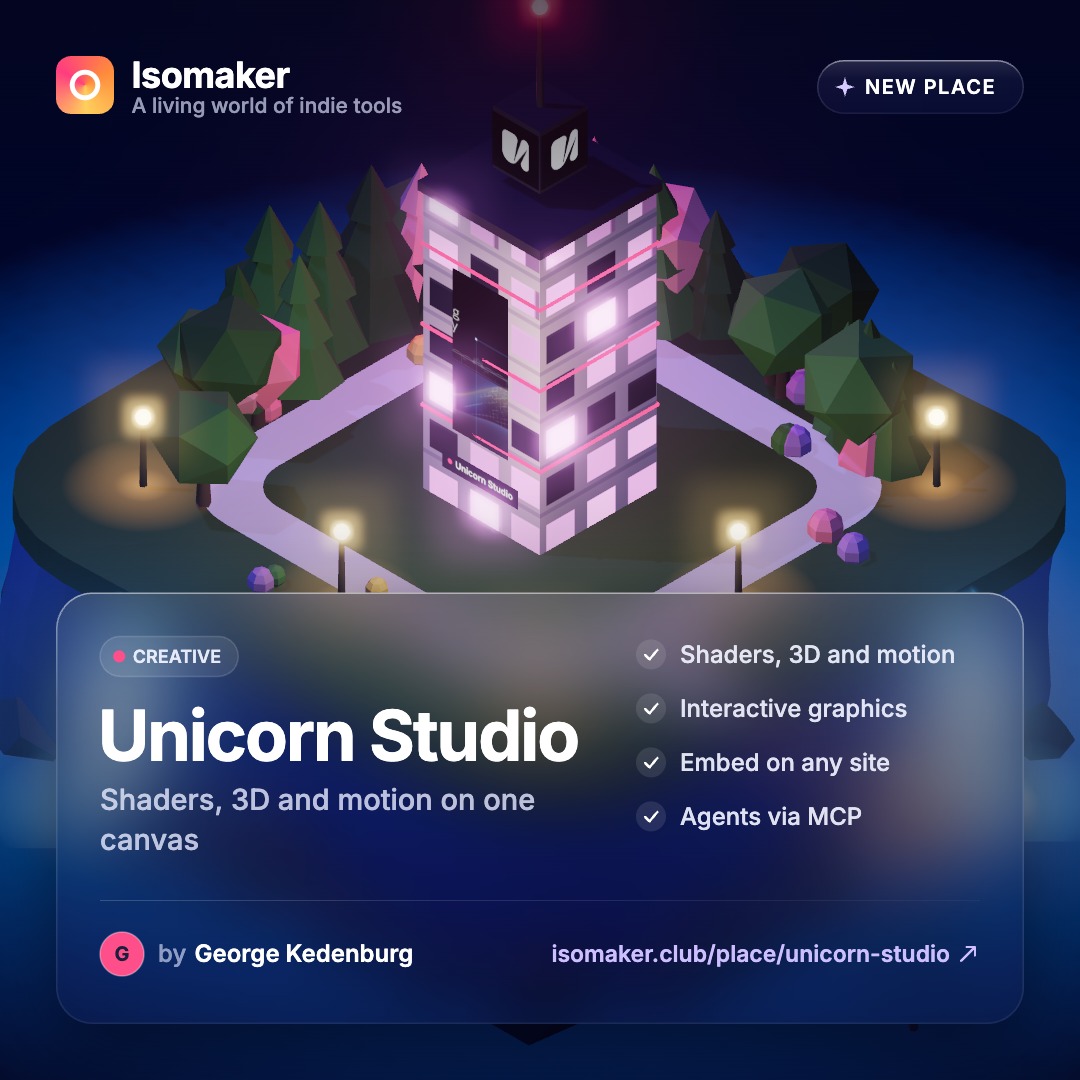 Isomaker
A living world of indie tools
NEW PLACE
Unicorn Studio
CREATIVE
Unicorn Studio
Shaders, 3D and motion on one
canvas
Shaders, 3D and motion
Interactive graphics
Embed on any site
Agents via MCP
G
by George Kedenburg
isomaker.club/place/unicorn-studio ↗